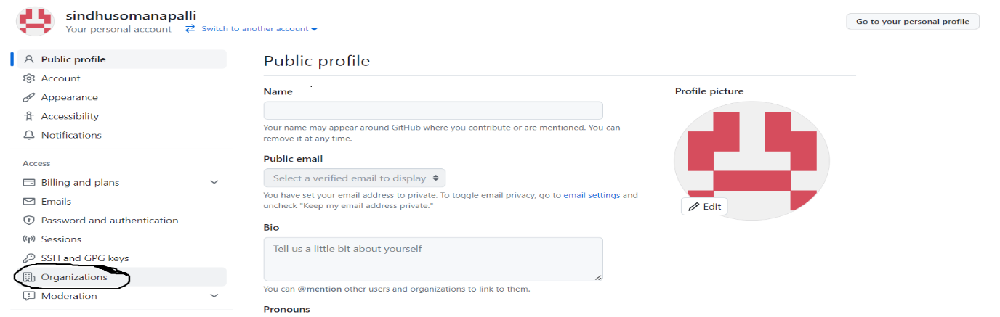 sindhusomanapalli
Your personal account Switch to another account
Go to your personal profile
Public profile
Account
Appearance
Accessibility
Notifications
Access
Billing and plans
Emails
Password and authentication
Sessions
SSH and GPG keys
Organizations
Moderation
Public profile
Name
Your name may appear around GitHub where you contribute or are mentioned. You can
remove it at any time.
Public email
Select a verified email to display
You have set your email address to private. To toggle email privacy, go to email settings and
uncheck "Keep my email address private."
Bio
Tell us a little bit about yourself
You can @mention other users and organizations to link to them.
Pronouns
Profile picture
Edit